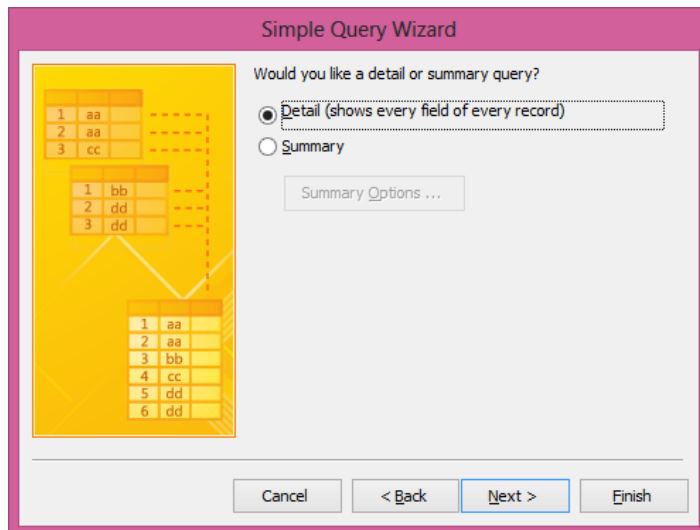 Simple Query Wizard
Would you like a detail or summary query?
Detail (shows every field of every record)
Summary
Summary Options ...
1 aa
2 aa
3 cc
1 bb
2 dd
3 dd
1 aa
2 aa
3 bb
4 cc
5 dd
6 dd
Cancel
< Back
Next >
Finish